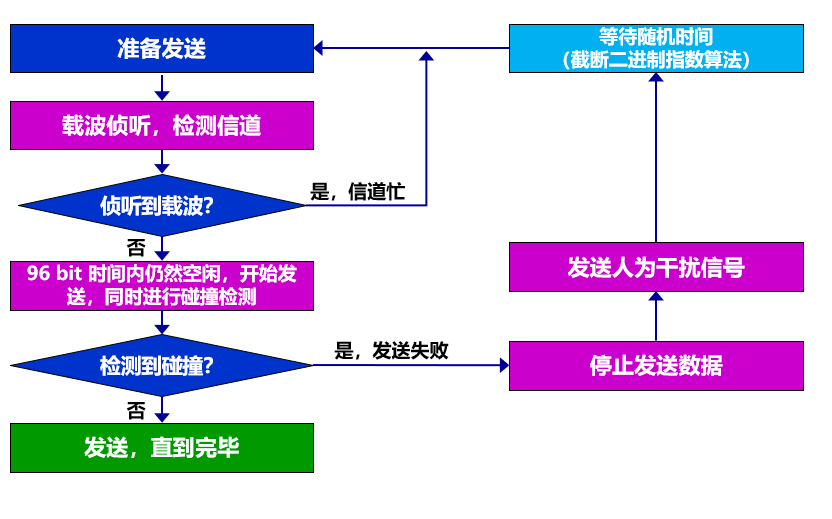 准备发送
等待随机时间
（截断二进制指数算法）
载波侦听，检测信道
侦听到载波？
是，信道忙
否
96 bit 时间内仍然空闲，开始发
送，同时进行碰撞检测
发送人为干扰信号
检测到碰撞？
是，发送失败
停止发送数据
否
发送，直到完毕